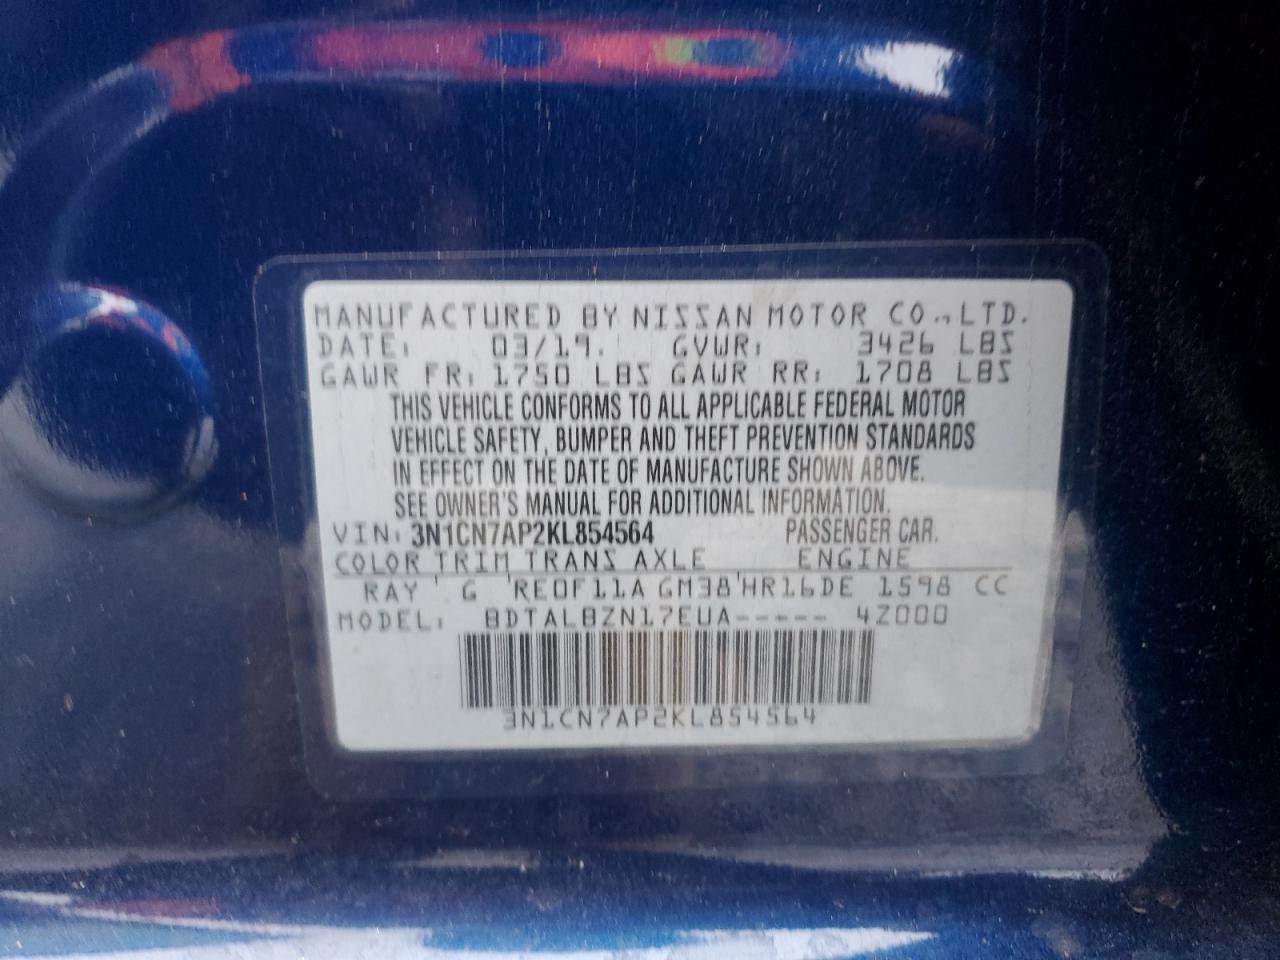 MANUFACTURED BY NISSAN MOTOR CO., LTD.
DATE: 03/19. GVWR: 3426 LBS
GAWR FR: 1750 LBS GAWR RR: 1708 LBS
THIS VEHICLE CONFORMS TO ALL APPLICABLE FEDERAL MOTOR
VEHICLE SAFETY, BUMPER AND THEFT PREVENTION STANDARDS
IN EFFECT ON THE DATE OF MANUFACTURE SHOWN ABOVE.
SEE OWNER'S MANUAL FOR ADDITIONAL INFORMATION.
VIN: 3N1CN7AP2KL854564 PASSENGER CAR.
COLOR TRIM TRANS AXLE ENGINE
RAY ' G 'RE0F11A GM38'HR16DE 1598 CC
MODEL: BDTALBZN17EUA----- 4Z000
3N1CN7AP2KL854564